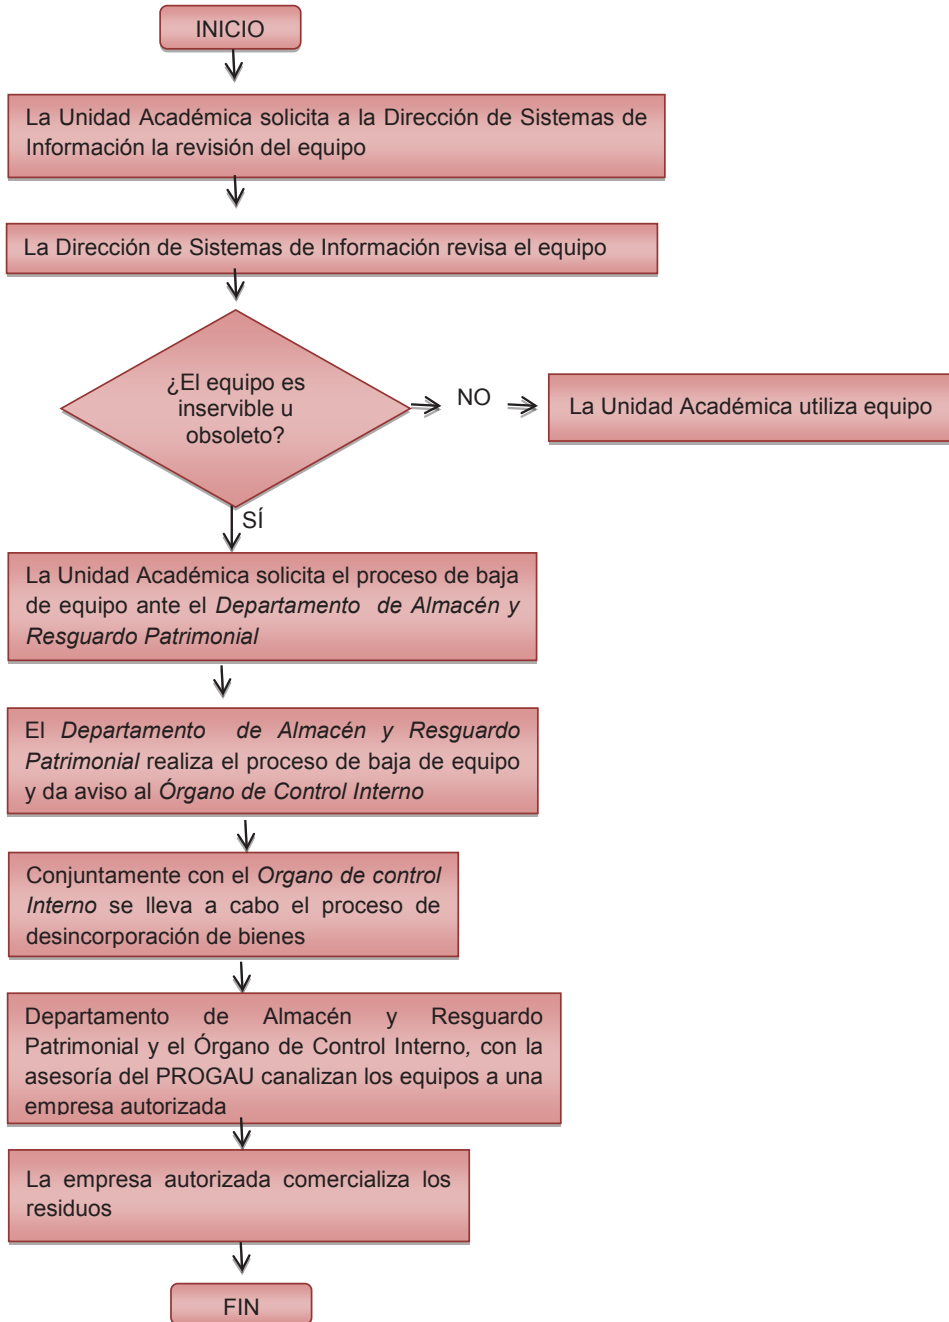 INICIO
La Unidad Académica solicita a la Dirección de Sistemas de
Información la revisión del equipo
La Dirección de Sistemas de Información revisa el equipo
¿El equipo es
inservible u
obsoleto?
NO
La Unidad Académica utiliza equipo
SÍ
La Unidad Académica solicita el proceso de baja
de equipo ante el Departamento de Almacén y
Resguardo Patrimonial
El Departamento de Almacén y Resguardo
Patrimonial realiza el proceso de baja de equipo
y da aviso al Órgano de Control Interno
Conjuntamente con el Organo de control
Interno se lleva a cabo el proceso de
desincorporación de bienes
Departamento de Almacén y Resguardo
Patrimonial y el Órgano de Control Interno, con la
asesoría del PROGAU canalizan los equipos a una
empresa autorizada
La empresa autorizada comercializa los
residuos
FIN